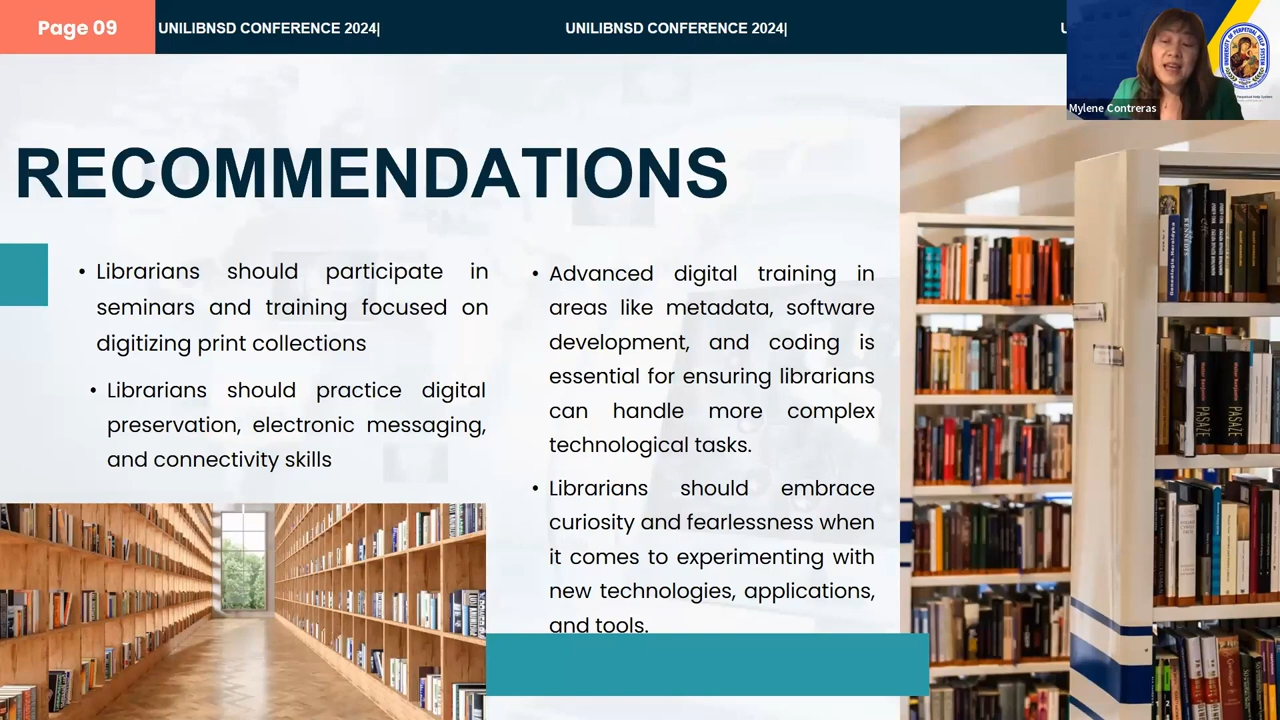 Page 09
UNILIBNSD CONFERENCE 2024|
UNILIBNSD CONFERENCE 2024|
Mylene Contreras
RECOMMENDATIONS
• Librarians should participate in
seminars and training focused on
digitizing print collections
• Librarians should practice digital
preservation, electronic messaging,
and connectivity skills
• Advanced digital training in
areas like metadata, software
development, and coding is
essential for ensuring librarians
can handle more complex
technological tasks.
• Librarians should embrace
curiosity and fearlessness when
it comes to experimenting with
new technologies, applications,
and tools.
PASAŻE
PASAŻE